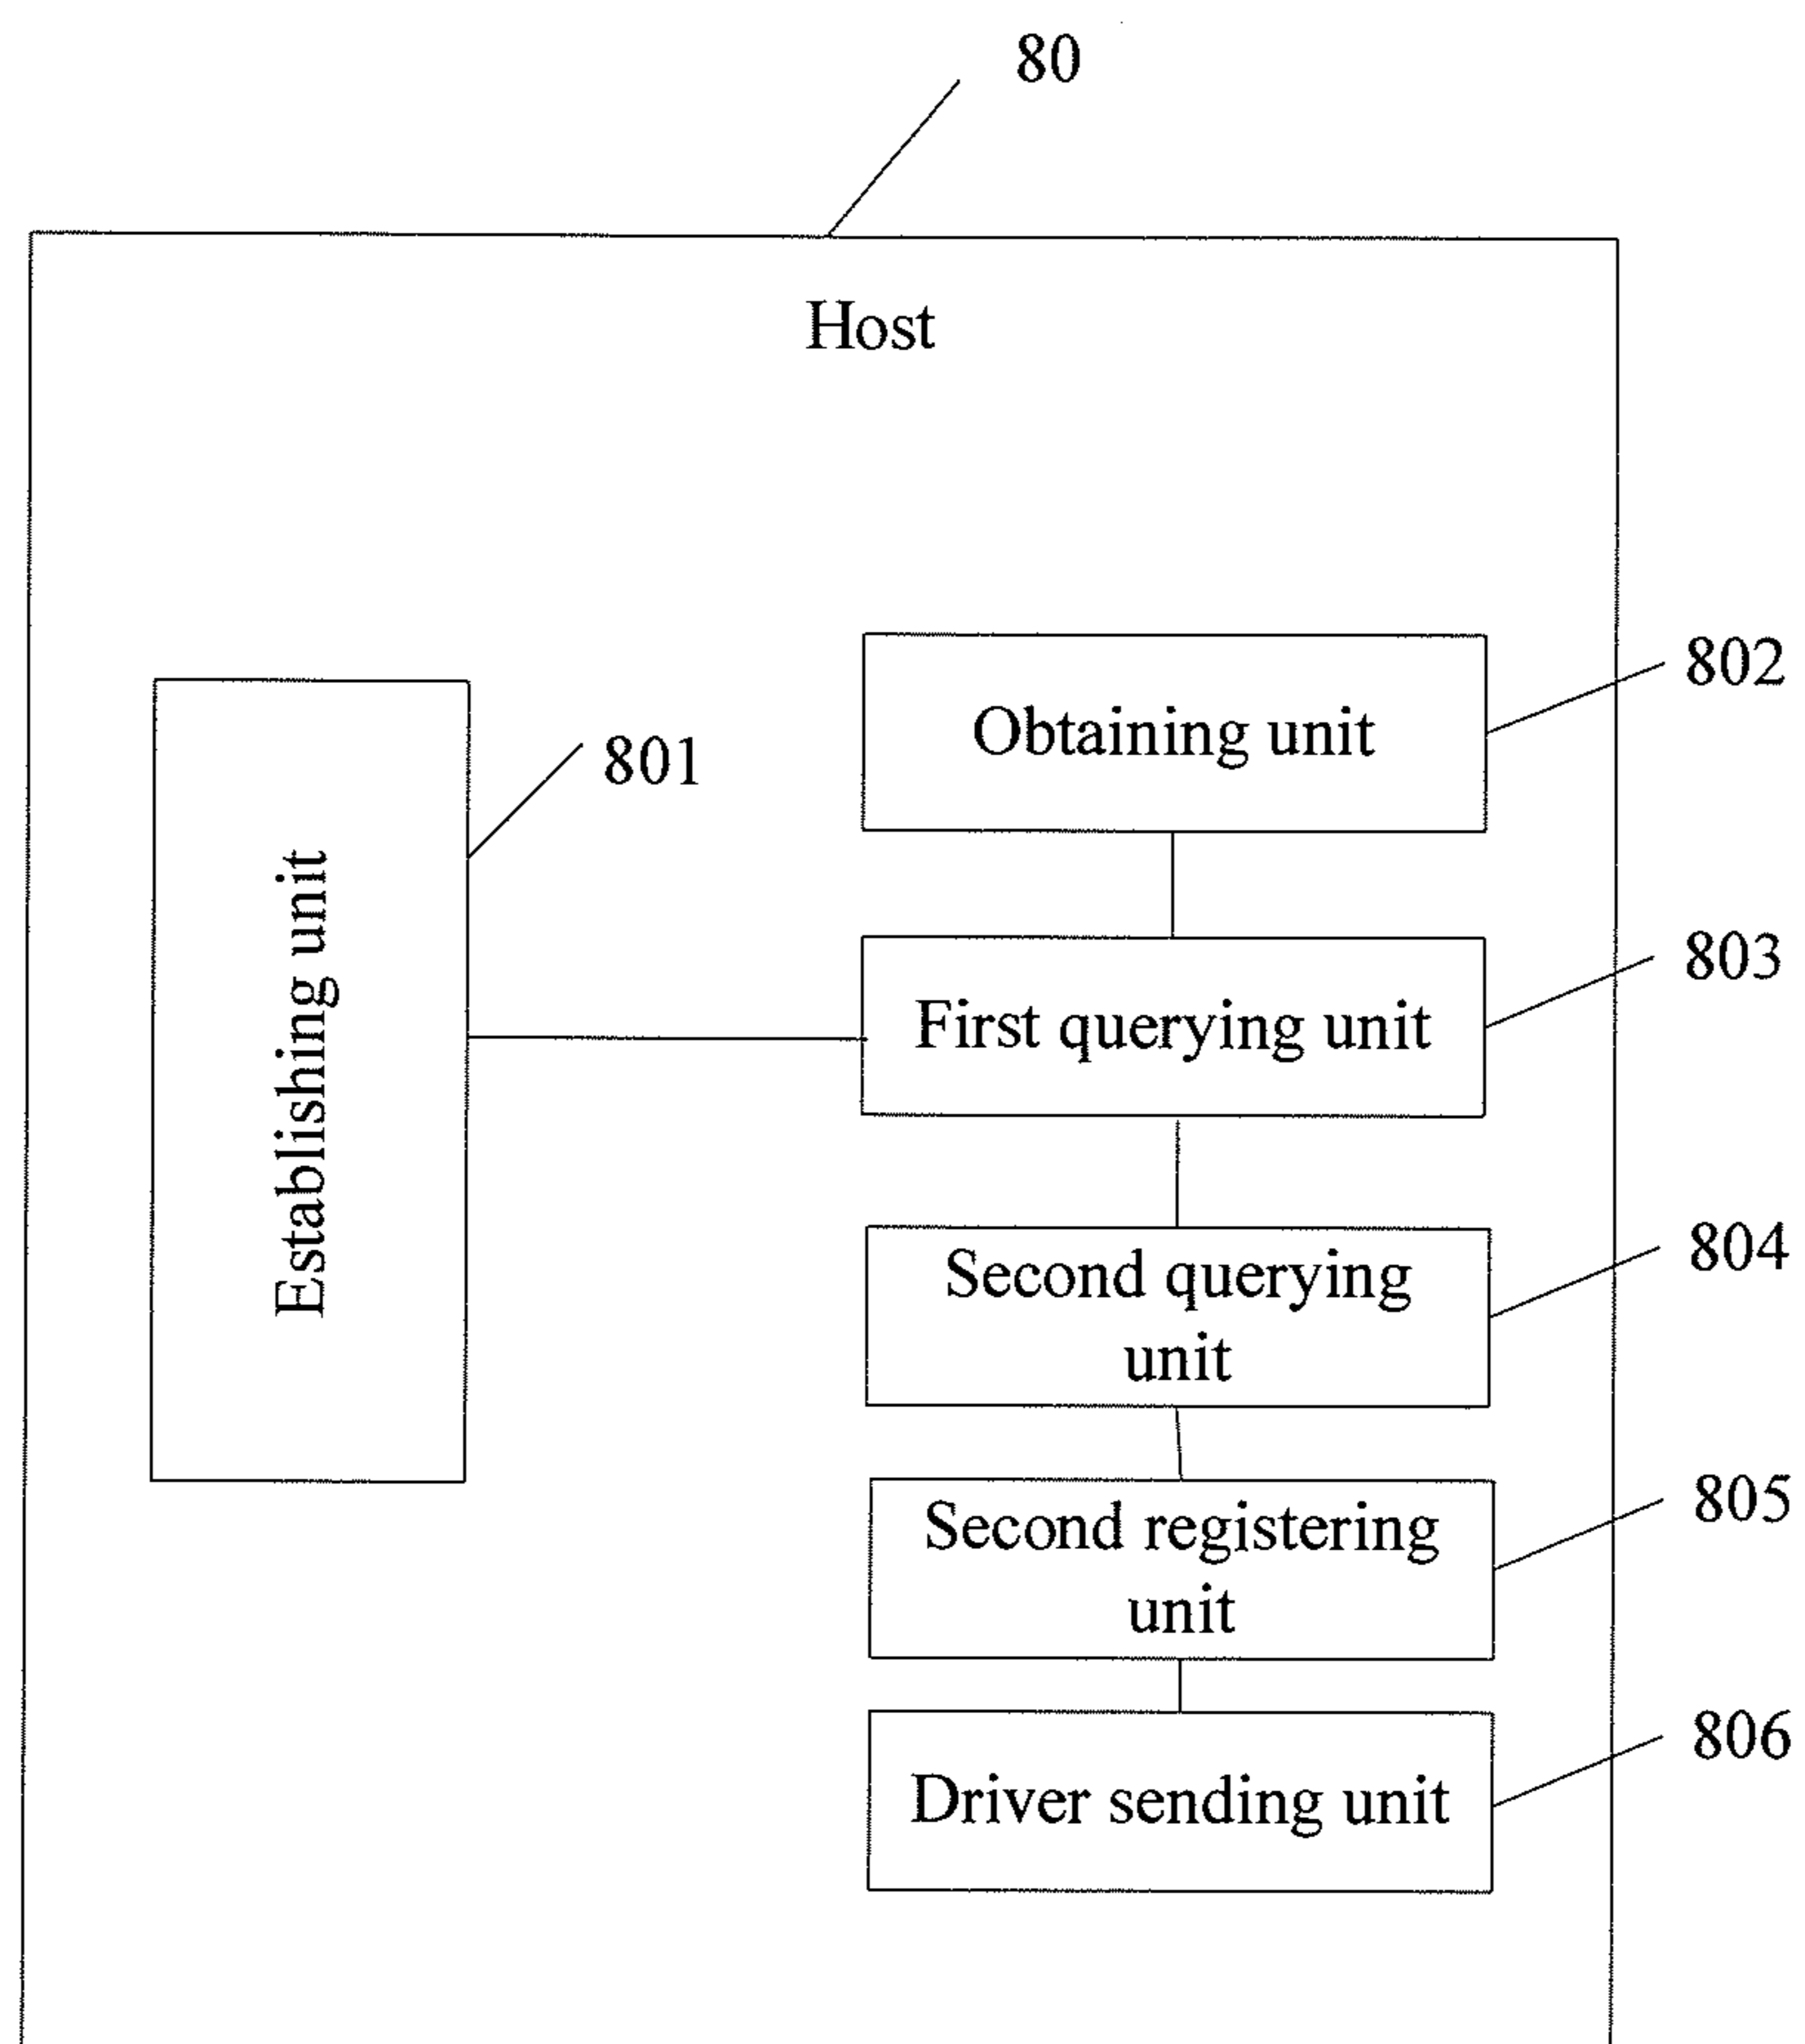 80
Host
802
Obtaining unit
801
Establishing unit
803
First querying unit
804
Second querying
unit
805
Second registering
unit
806
Driver sending unit